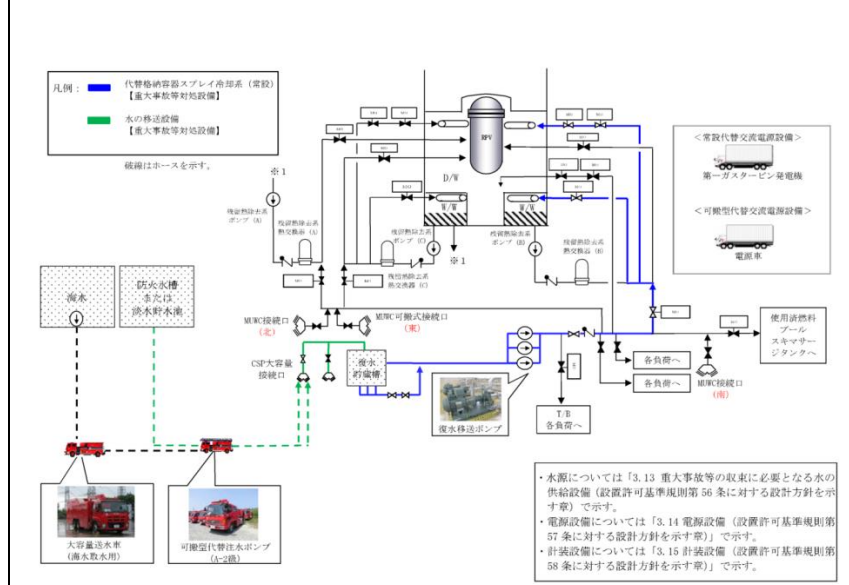 凡例：
代替格納容器スプレイ冷却系（常設）
【重大事故等対処設備】
水の移送設備
【重大事故等対処設備】
破線はホースを示す。
※1
残留熱除去系
ポンプ（A）
残留熱除去系
熱交換器（A）
RPV
D/W
W/W
W/W
残留熱除去系
ポンプ（C）
※1
残留熱除去系
熱交換器（C）
残留熱除去系
ポンプ（B）
残留熱除去系
熱交換器（B）
＜常設代替交流電源設備＞
第一ガスタービン発電機
＜可搬型代替交流電源設備＞
電源車
海水
防火水槽
または
淡水貯水池
MUWC接続口
（北）
MUWC可搬式接続口
（東）
CSP大容量
接続口
復水
貯蔵槽
復水移送ポンプ
T/B
各負荷へ
各負荷へ
各負荷へ
MUWC接続口
（南）
使用済燃料
プール
スキマサー
ジタンクへ
大容量送水車
（海水取水用）
可搬型代替注水ポンプ
（A-2級）
・水源については「3.13 重大事故等の収束に必要となる水の
供給設備（設置許可基準規則第 56 条に対する設計方針を示
す章）で示す。
・電源設備については「3.14 電源設備（設置許可基準規則第
57 条に対する設計方針を示す章）」で示す。
・計装設備については「3.15 計装設備（設置許可基準規則第
58 条に対する設計方針を示す章）」で示す。